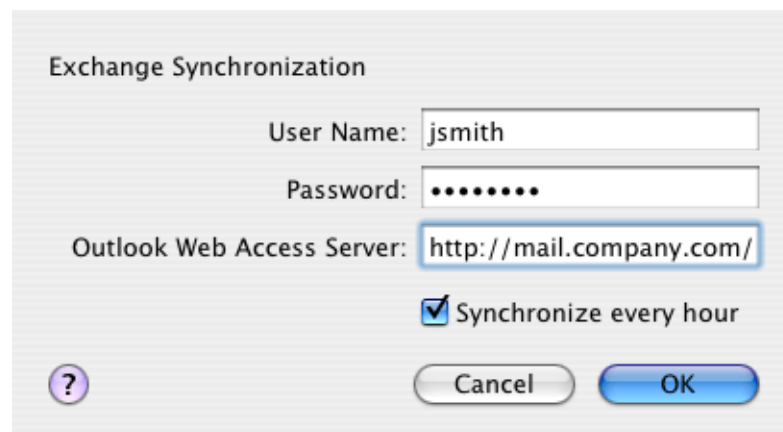 Exchange Synchronization
User Name: jsmith
Password: ••••••••
Outlook Web Access Server: http://mail.company.com/
Synchronize every hour
? Cancel OK